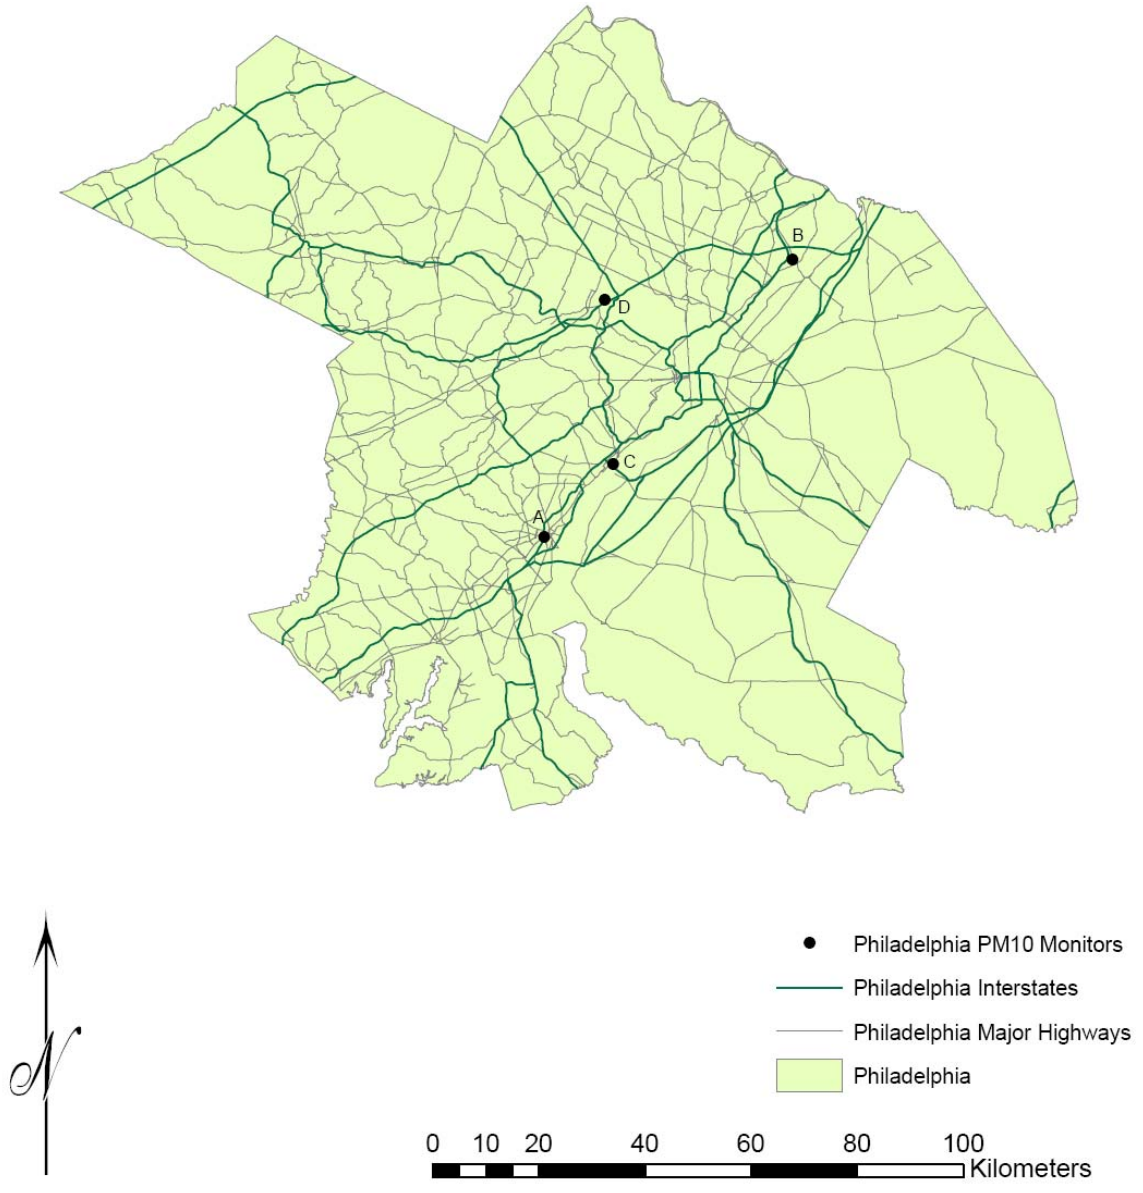 B
D
C
A
N
Philadelphia PM10 Monitors
Philadelphia Interstates
Philadelphia Major Highways
Philadelphia
0 10 20 40 60 80 100
Kilometers